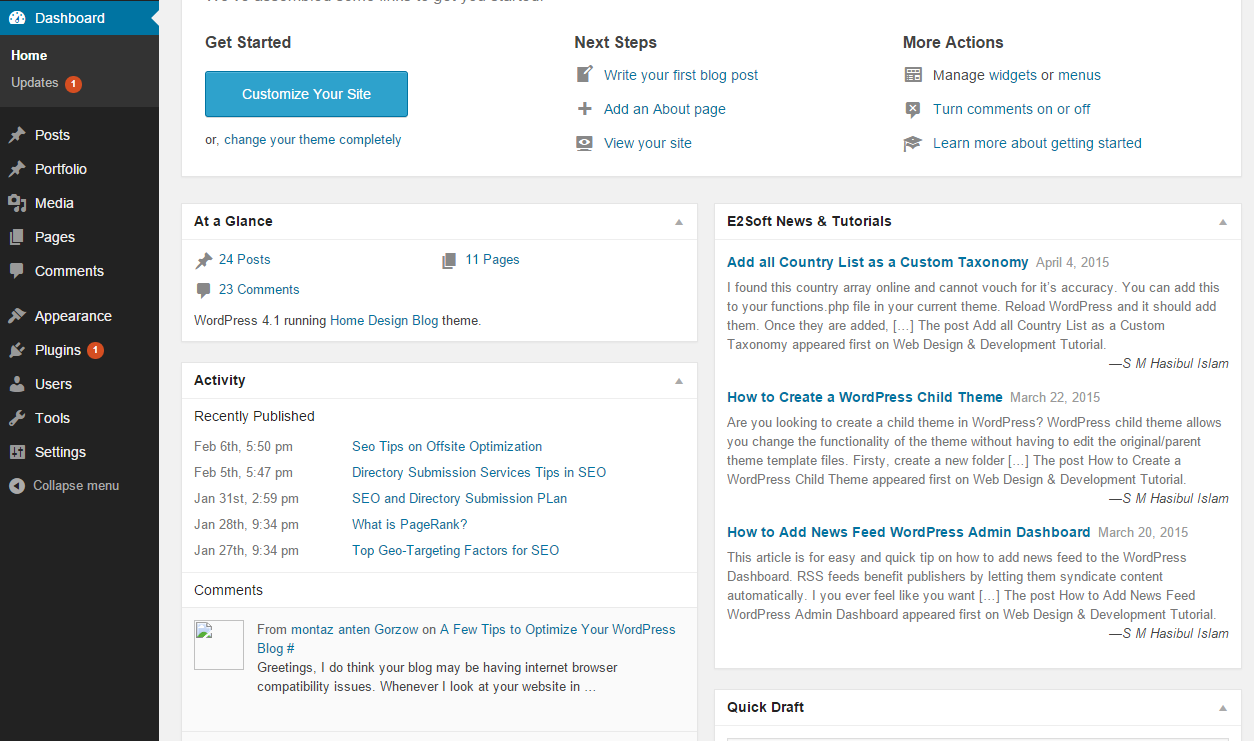 We've assembled some links to get you started:
Dashboard
Home
Updates 1
Posts
Portfolio
Media
Pages
Comments
Appearance
Plugins 1
Users
Tools
Settings
Collapse menu
Get Started
Customize Your Site
or, change your theme completely
Next Steps
Write your first blog post
Add an About page
View your site
More Actions
Manage widgets or menus
Turn comments on or off
Learn more about getting started
At a Glance
24 Posts
11 Pages
23 Comments
WordPress 4.1 running Home Design Blog theme.
Activity
Recently Published
Feb 6th, 5:50 pm Seo Tips on Offsite Optimization
Feb 5th, 5:47 pm Directory Submission Services Tips in SEO
Jan 31st, 2:59 pm SEO and Directory Submission PLan
Jan 28th, 9:34 pm What is PageRank?
Jan 27th, 9:34 pm Top Geo-Targeting Factors for SEO
Comments
From montaz anten Gorzow on A Few Tips to Optimize Your WordPress
Blog #
Greetings, I do think your blog may be having internet browser
compatibility issues. Whenever I look at your website in …
E2Soft News & Tutorials
Add all Country List as a Custom Taxonomy April 4, 2015
I found this country array online and cannot vouch for it's accuracy. You can add this
to your functions.php file in your current theme. Reload WordPress and it should add
them. Once they are added, […] The post Add all Country List as a Custom
Taxonomy appeared first on Web Design & Development Tutorial.
—S M Hasibul Islam
How to Create a WordPress Child Theme March 22, 2015
Are you looking to create a child theme in WordPress? WordPress child theme allows
you change the functionality of the theme without having to edit the original/parent
theme template files. Firsty, create a new folder […] The post How to Create a
WordPress Child Theme appeared first on Web Design & Development Tutorial.
—S M Hasibul Islam
How to Add News Feed WordPress Admin Dashboard March 20, 2015
This article is for easy and quick tip on how to add news feed to the WordPress
Dashboard. RSS feeds benefit publishers by letting them syndicate content
automatically. I you ever feel like you want […] The post How to Add News Feed
WordPress Admin Dashboard appeared first on Web Design & Development Tutorial.
—S M Hasibul Islam
Quick Draft